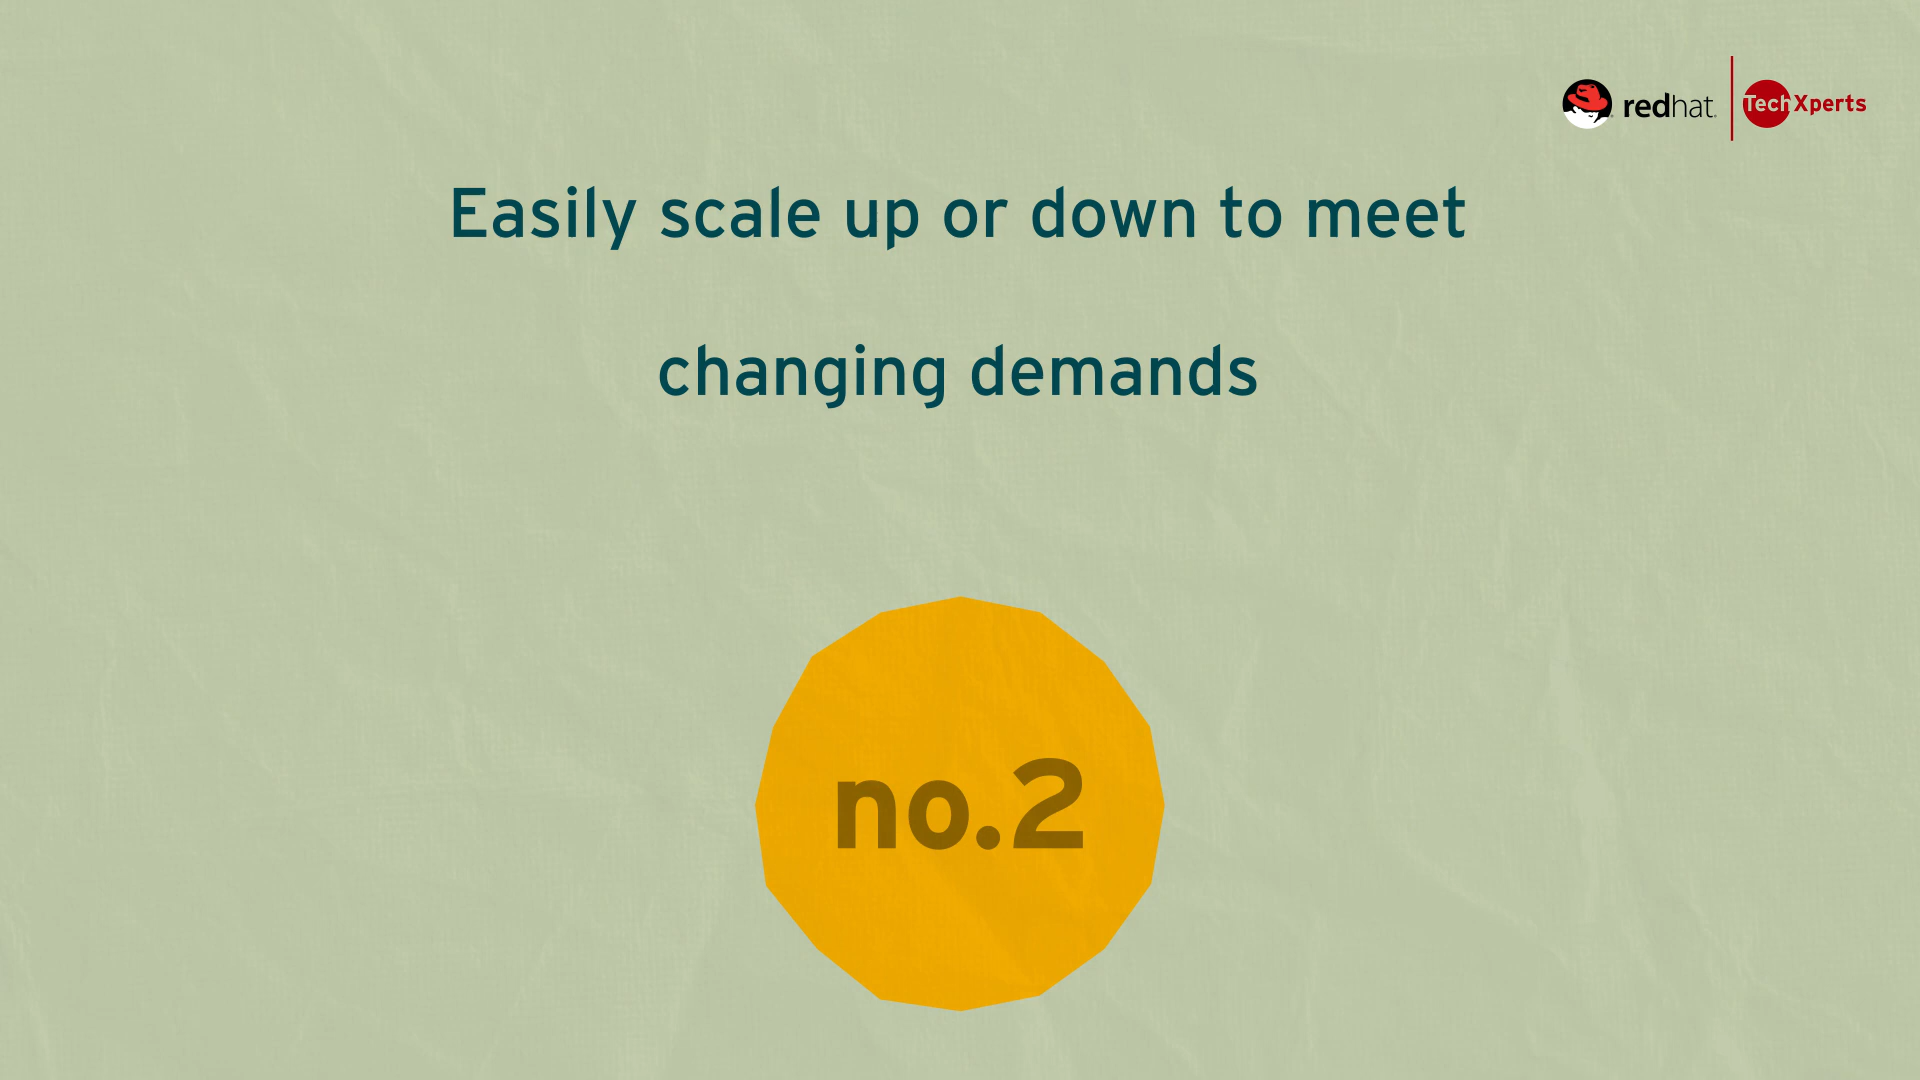 redhat.
TechXperts
Easily scale up or down to meet
changing demands
no.2